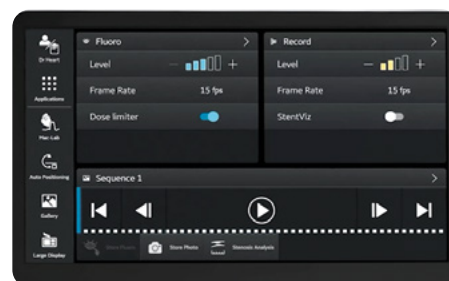 Dr Heart
Applications
Mac-Lab
Auto Positioning
Gallery
Large Display
Fluoro
Level
Frame Rate
15 fps
Dose limiter
Record
Level
Frame Rate
15 fps
StentViz
Sequence 1
Store Photo
Stenosis Analysis